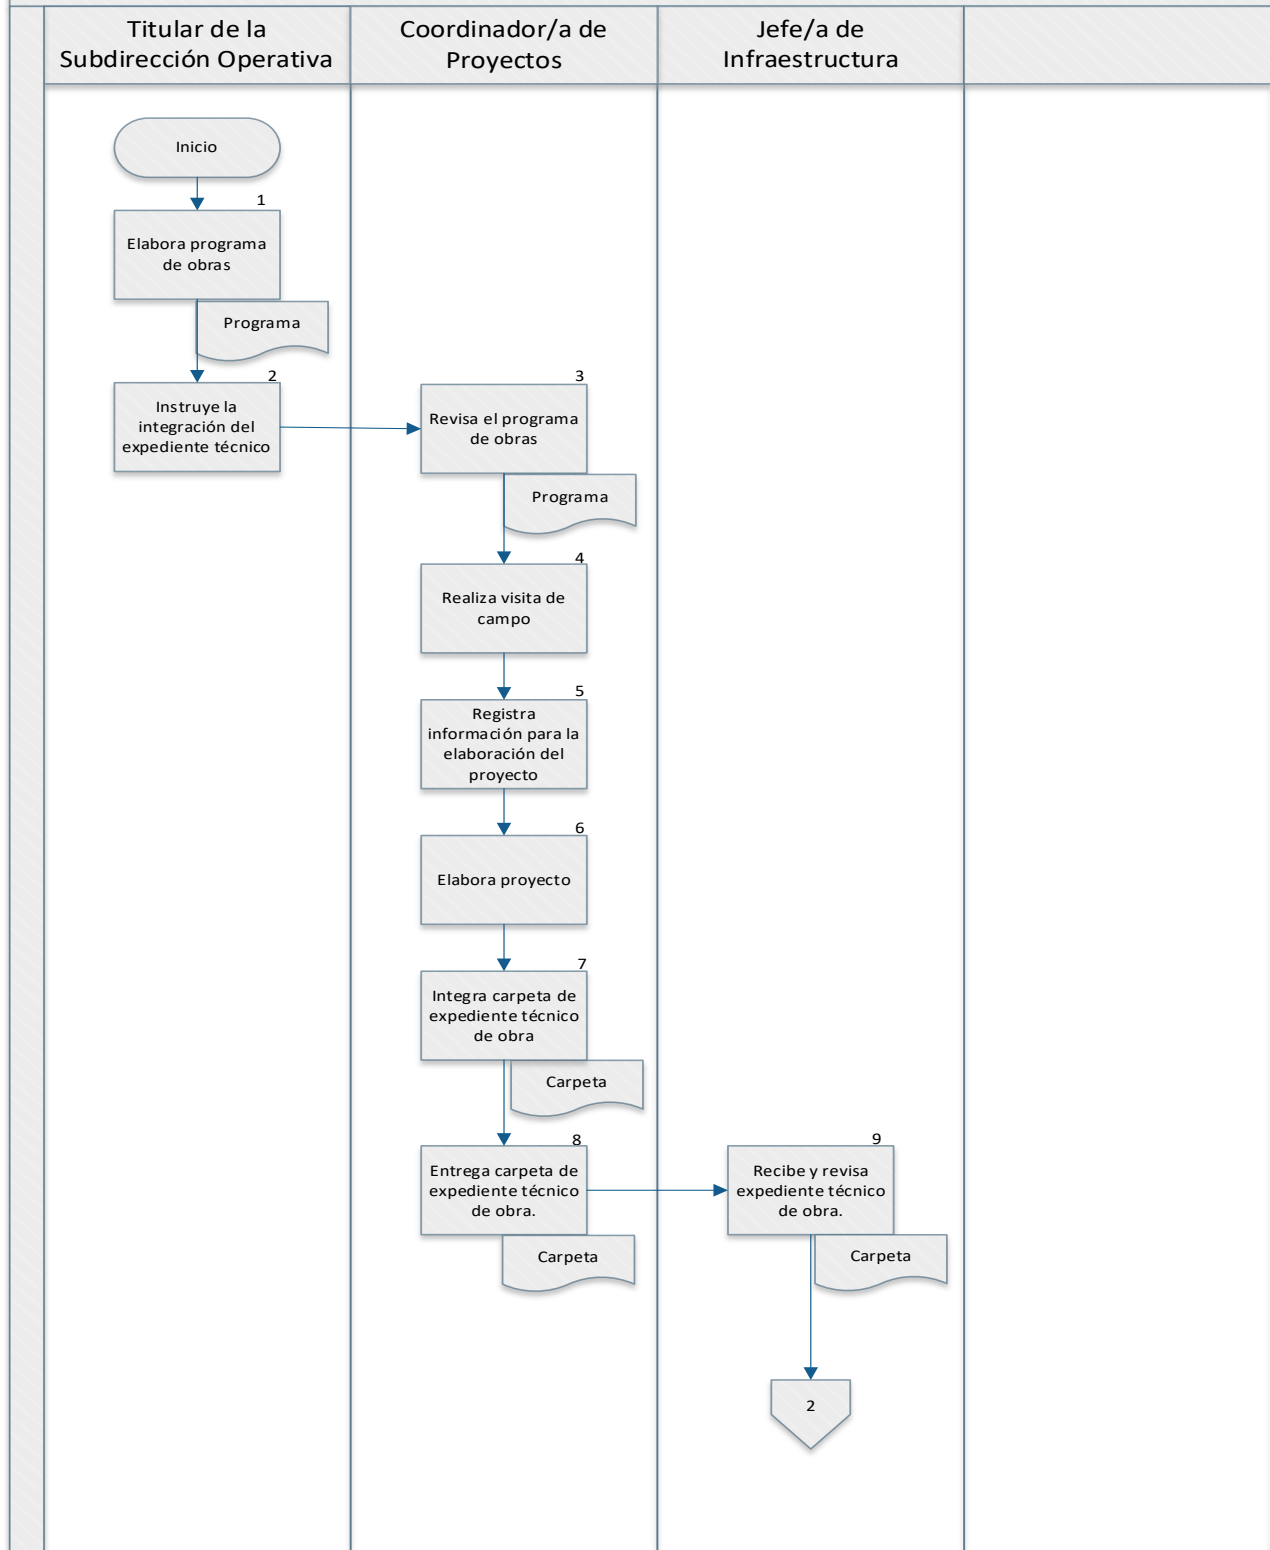 Titular de la
Subdirección Operativa
Coordinador/a de
Proyectos
Jefe/a de
Infraestructura
Inicio
1
Elabora programa
de obras
Programa
2
Instruye la
integración del
expediente técnico
3
Revisa el programa
de obras
Programa
4
Realiza visita de
campo
5
Registra
información para la
elaboración del
proyecto
6
Elabora proyecto
7
Integra carpeta de
expediente técnico
de obra
Carpeta
8
Entrega carpeta de
expediente técnico
de obra.
Carpeta
9
Recibe y revisa
expediente técnico
de obra.
Carpeta
2